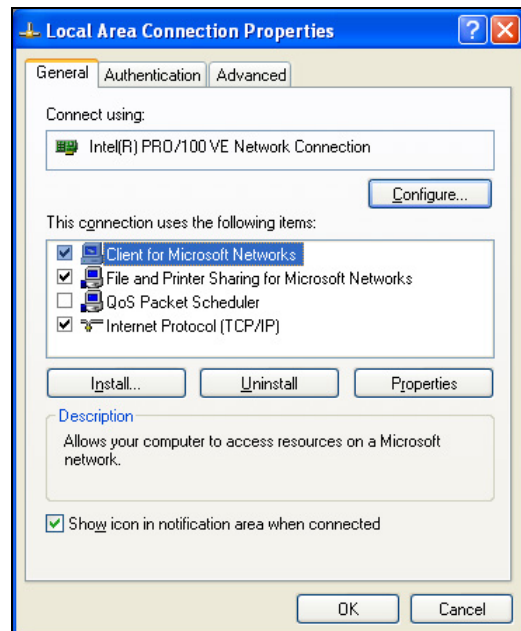 Local Area Connection Properties
General Authentication Advanced
Connect using:
Intel(R) PRO/100 VE Network Connection
Configure...
This connection uses the following items:
Client for Microsoft Networks
File and Printer Sharing for Microsoft Networks
QoS Packet Scheduler
Internet Protocol (TCP/IP)
Install... Uninstall Properties
Description
Allows your computer to access resources on a Microsoft
network.
Show icon in notification area when connected
OK Cancel